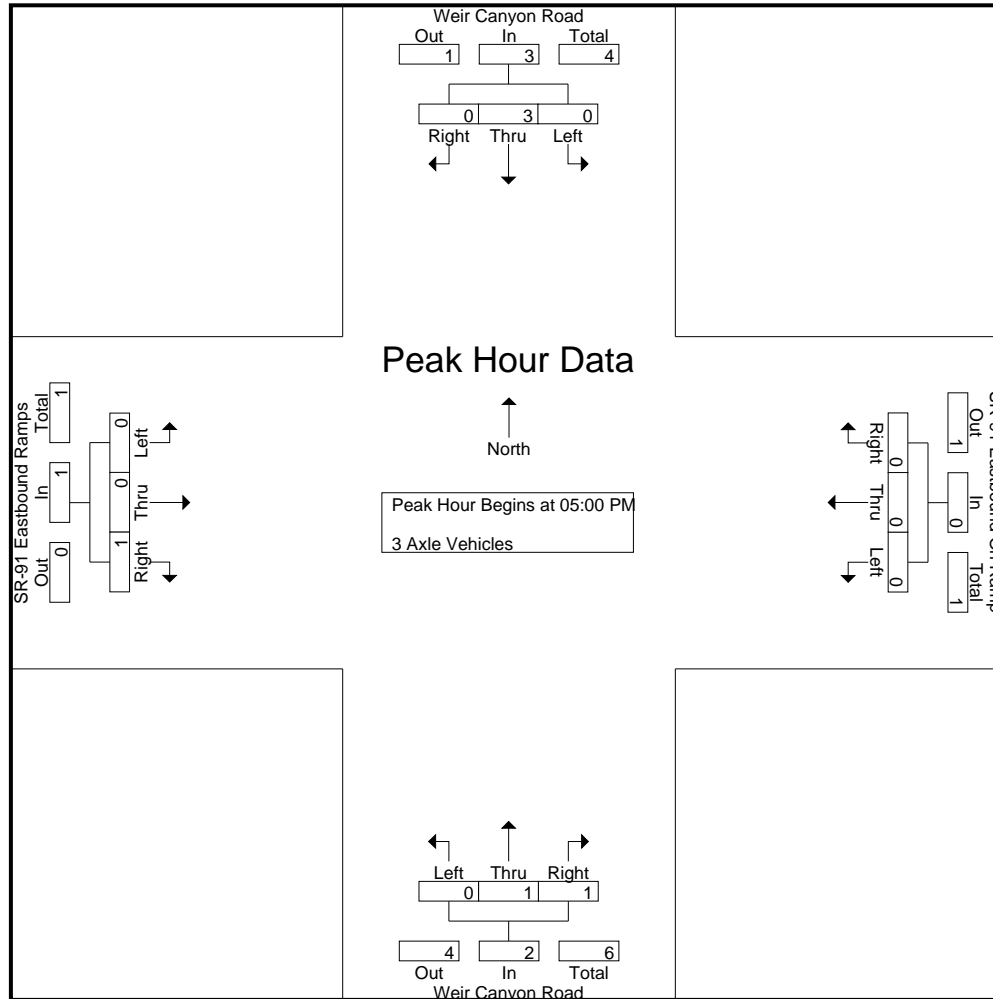 Weir Canyon Road
Out In Total
1 3 4
0 3 0
Right Thru Left
Peak Hour Data
North
Peak Hour Begins at 05:00 PM
3 Axle Vehicles
SR-91 Eastbound Ramps
Total In Out
1 1 0
0 0 1
Left Thru Right
Right Thru Left
0 0 0
Out In Total
1 0 1
Left Thru Right
0 1 1
4 2 6
Out In Total
Weir Canyon Road